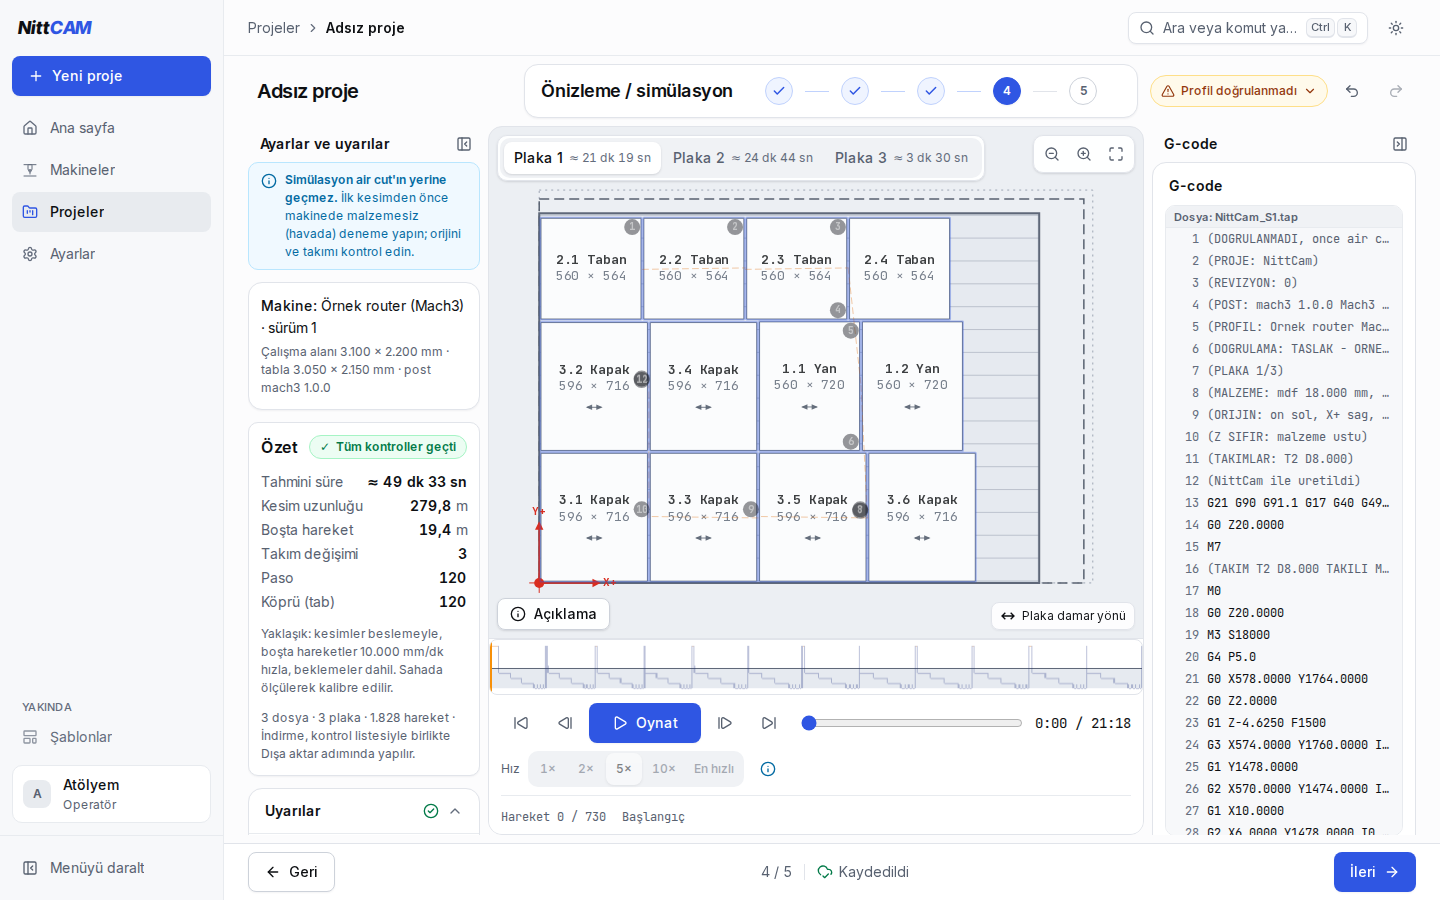 NittCAM
Yeni proje
Ana sayfa
Makineler
Projeler
Ayarlar
YAKINDA
Şablonlar
A
Atölyem
Operatör
Menüyü daralt
Projeler > Adsız proje
Ara veya komut ya… Ctrl K
Adsız proje
Önizleme / simülasyon
4
5
Profil doğrulanmadı
Ayarlar ve uyarılar
Simülasyon air cut'ın yerine
geçmez. İlk kesimden önce
makinede malzemesiz
(havada) deneme yapın; orijini
ve takımı kontrol edin.
Makine: Örnek router (Mach3)
· sürüm 1
Çalışma alanı 3.100 × 2.200 mm ·
tabla 3.050 × 2.150 mm · post
mach3 1.0.0
Özet ✓ Tüm kontroller geçti
Tahmini süre ≈ 49 dk 33 sn
Kesim uzunluğu 279,8 m
Boşta hareket 19,4 m
Takım değişimi 3
Paso 120
Köprü (tab) 120
Yaklaşık: kesimler beslemeyle,
boşta hareketler 10.000 mm/dk
hızla, beklemeler dahil. Sahada
ölçülerek kalibre edilir.
3 dosya · 3 plaka · 1.828 hareket ·
İndirme, kontrol listesiyle birlikte
Dışa aktar adımında yapılır.
Uyarılar
Plaka 1 ≈ 21 dk 19 sn Plaka 2 ≈ 24 dk 44 sn Plaka 3 ≈ 3 dk 30 sn
1 2 3
2.1 Taban 2.2 Taban 2.3 Taban 2.4 Taban
560 × 564 560 × 564 560 × 564 560 × 564
4
5
3.2 Kapak 3.4 Kapak 1.1 Yan 1.2 Yan
596 × 716 12 596 × 716 560 × 720 560 × 720
6
3.1 Kapak 3.3 Kapak 3.5 Kapak 3.6 Kapak
596 × 716 10 596 × 716 9 596 × 716 8 596 × 716
Y+
X+
Açıklama
Plaka damar yönü
Oynat
0:00 / 21:18
Hız 1× 2× 5× 10× En hızlı
Hareket 0 / 730 Başlangıç
G-code
G-code
Dosya: NittCam_S1.tap
1 (DOGRULANMADI, once air c…
2 (PROJE: NittCam)
3 (REVIZYON: 0)
4 (POST: mach3 1.0.0 Mach3 …
5 (PROFIL: Ornek router Mac…
6 (DOGRULAMA: TASLAK - ORNE…
7 (PLAKA 1/3)
8 (MALZEME: mdf 18.000 mm, …
9 (ORIJIN: on sol, X+ sag, …
10 (Z SIFIR: malzeme ustu)
11 (TAKIMLAR: T2 D8.000)
12 (NittCam ile uretildi)
13 G21 G90 G91.1 G17 G40 G49…
14 G0 Z20.0000
15 M7
16 (TAKIM T2 D8.000 TAKILI M…
17 M0
18 G0 Z20.0000
19 M3 S18000
20 G4 P5.0
21 G0 X578.0000 Y1764.0000
22 G0 Z2.0000
23 G1 Z-4.6250 F1500
24 G3 X574.0000 Y1760.0000 I…
25 G1 Y1478.0000
26 G2 X570.0000 Y1474.0000 I…
27 G1 X10.0000
28 G2 X6.0000 Y1478.0000 I0…
Geri
4 / 5 Kaydedildi
İleri